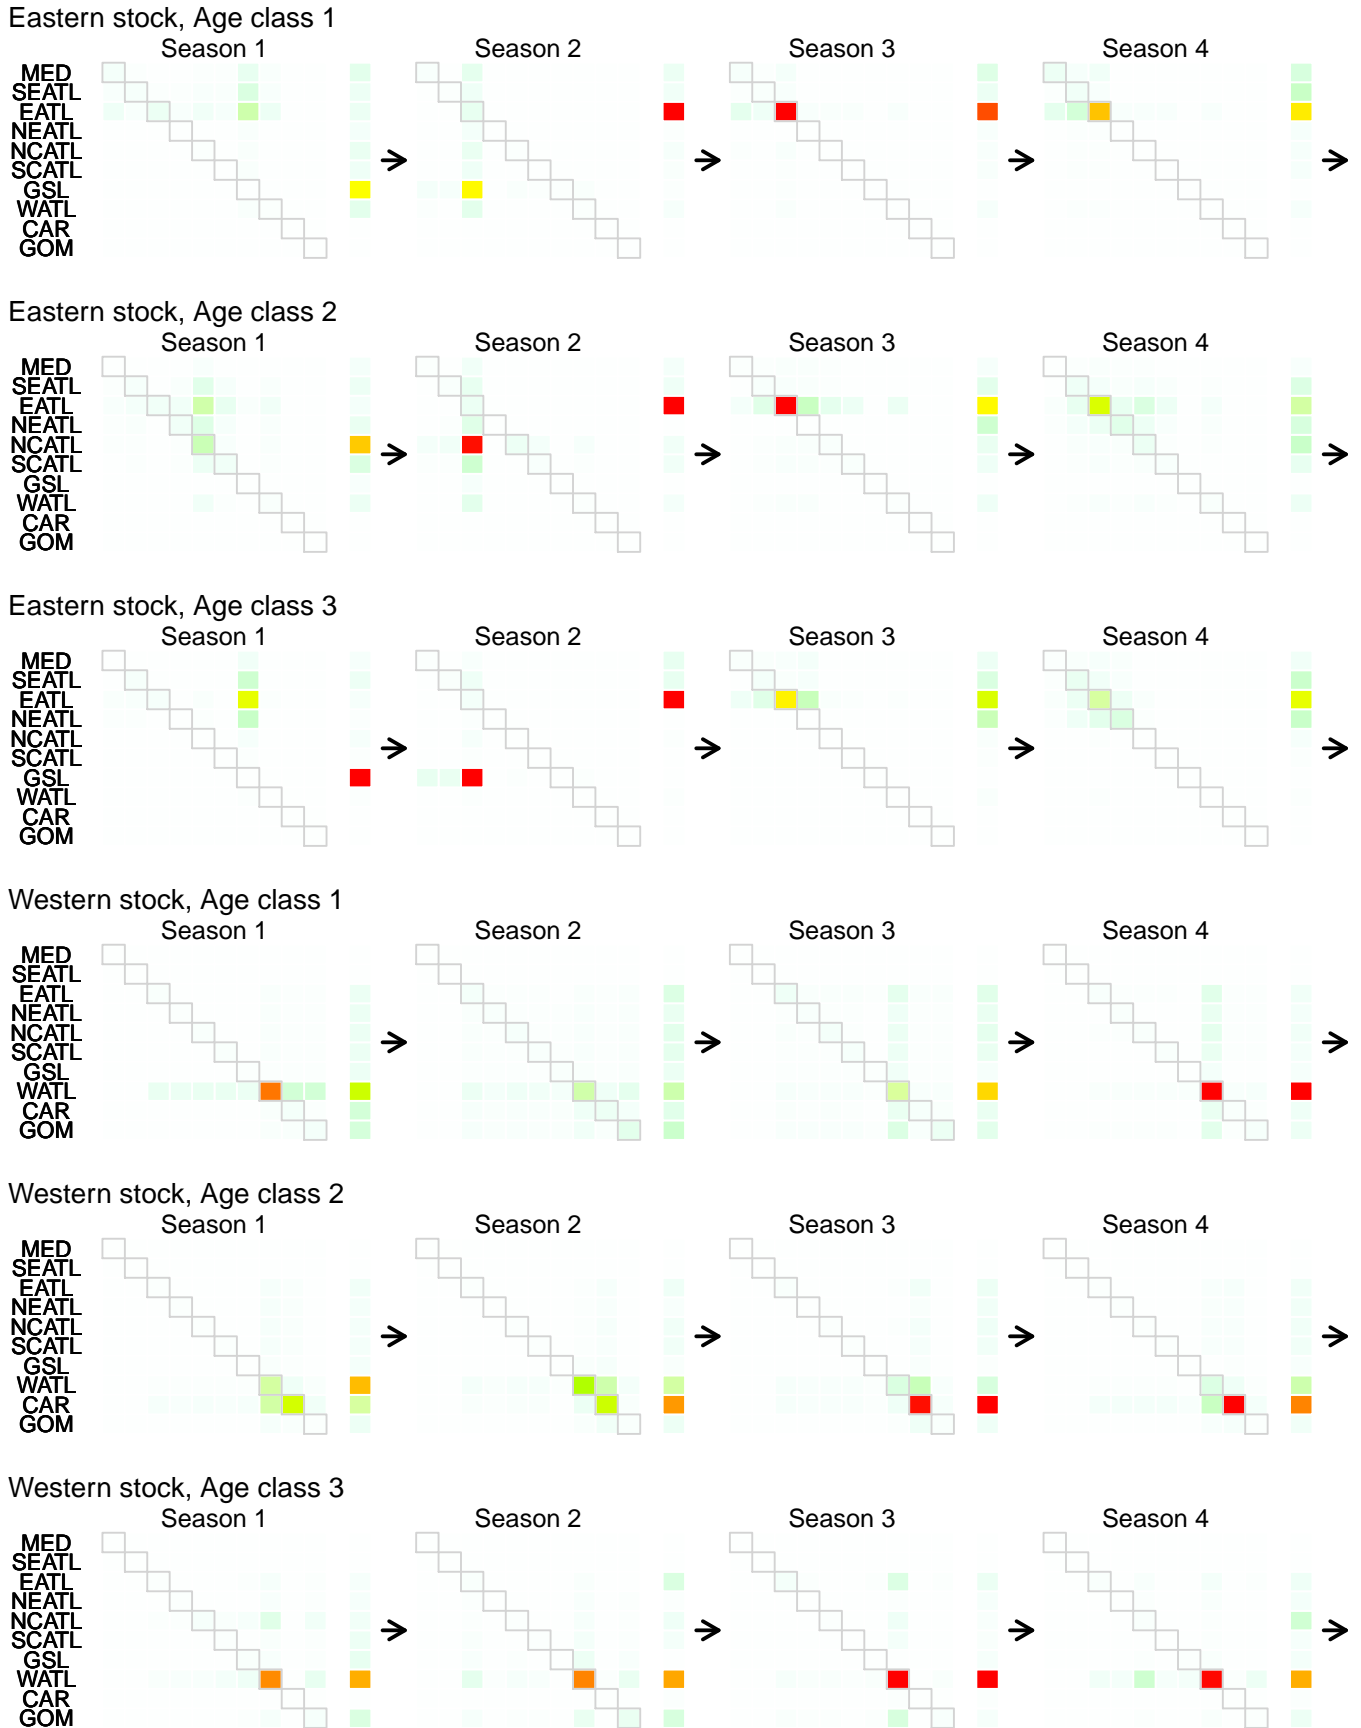 Eastern stock, Age class 1
Season 1 Season 2 Season 3 Season 4
MED
SEATL
EATL
NEATL
NCATL
SCATL
GSL
WATL
CAR
GOM
Eastern stock, Age class 2
Season 1 Season 2 Season 3 Season 4
MED
SEATL
EATL
NEATL
NCATL
SCATL
GSL
WATL
CAR
GOM
Eastern stock, Age class 3
Season 1 Season 2 Season 3 Season 4
MED
SEATL
EATL
NEATL
NCATL
SCATL
GSL
WATL
CAR
GOM
Western stock, Age class 1
Season 1 Season 2 Season 3 Season 4
MED
SEATL
EATL
NEATL
NCATL
SCATL
GSL
WATL
CAR
GOM
Western stock, Age class 2
Season 1 Season 2 Season 3 Season 4
MED
SEATL
EATL
NEATL
NCATL
SCATL
GSL
WATL
CAR
GOM
Western stock, Age class 3
Season 1 Season 2 Season 3 Season 4
MED
SEATL
EATL
NEATL
NCATL
SCATL
GSL
WATL
CAR
GOM